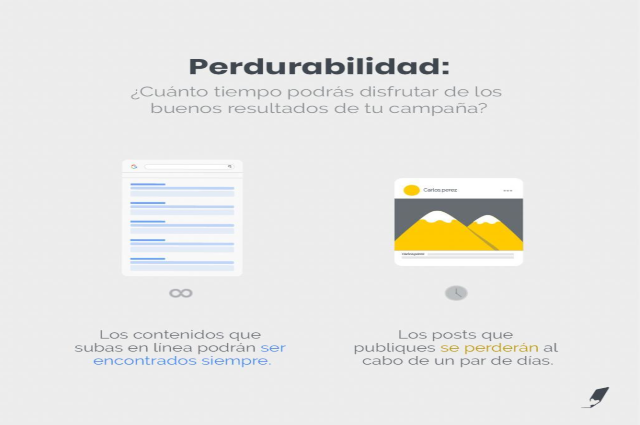 Perdurabilidad:
¿Cuánto tiempo podrás disfrutar de los
buenos resultados de tu campaña?
Carlos perez
Los contenidos que
subas en línea podrán ser
encontrados siempre.
Los posts que
publiques se perderán al
cabo de un par de días.